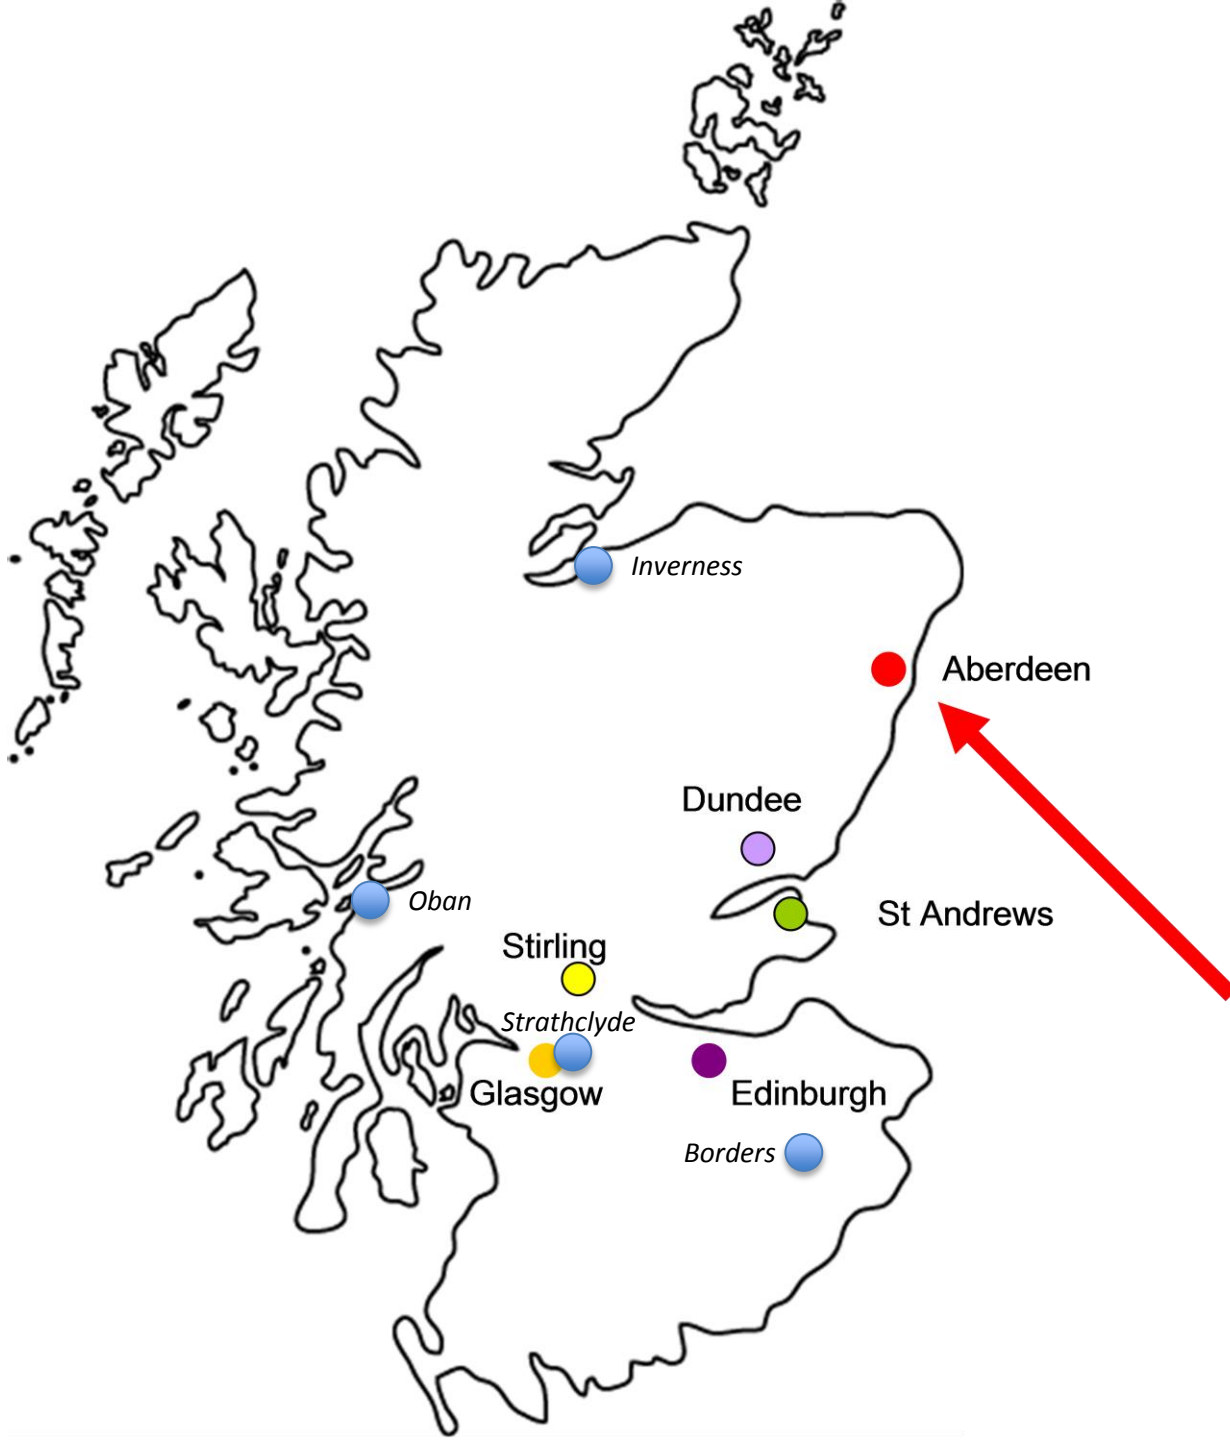 Inverness
Aberdeen
Dundee
Oban
St Andrews
Stirling
Strathclyde
Glasgow
Edinburgh
Borders